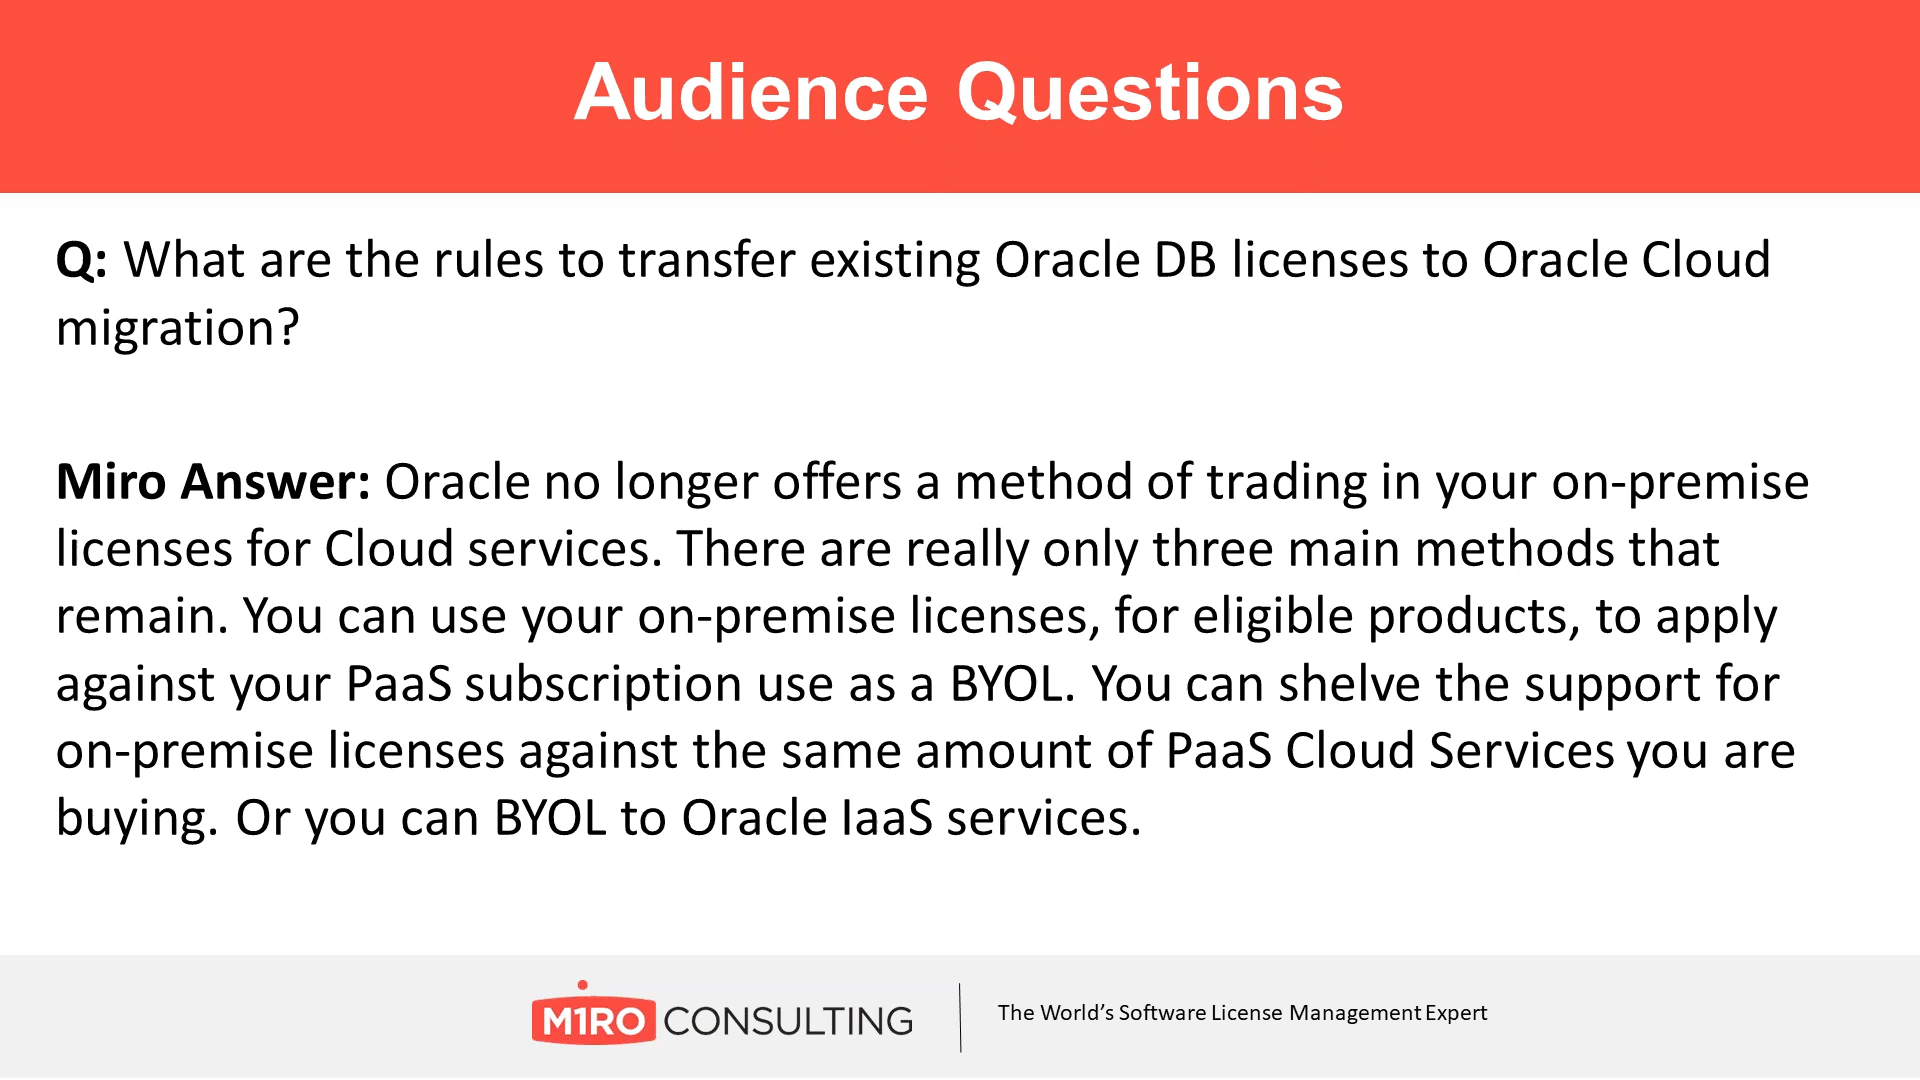 Audience Questions
Q: What are the rules to transfer existing Oracle DB licenses to Oracle Cloud
migration?
Miro Answer: Oracle no longer offers a method of trading in your on-premise
licenses for Cloud services. There are really only three main methods that
remain. You can use your on-premise licenses, for eligible products, to apply
against your PaaS subscription use as a BYOL. You can shelve the support for
on-premise licenses against the same amount of PaaS Cloud Services you are
buying. Or you can BYOL to Oracle IaaS services.
M1RO CONSULTING
The World’s Software License Management Expert